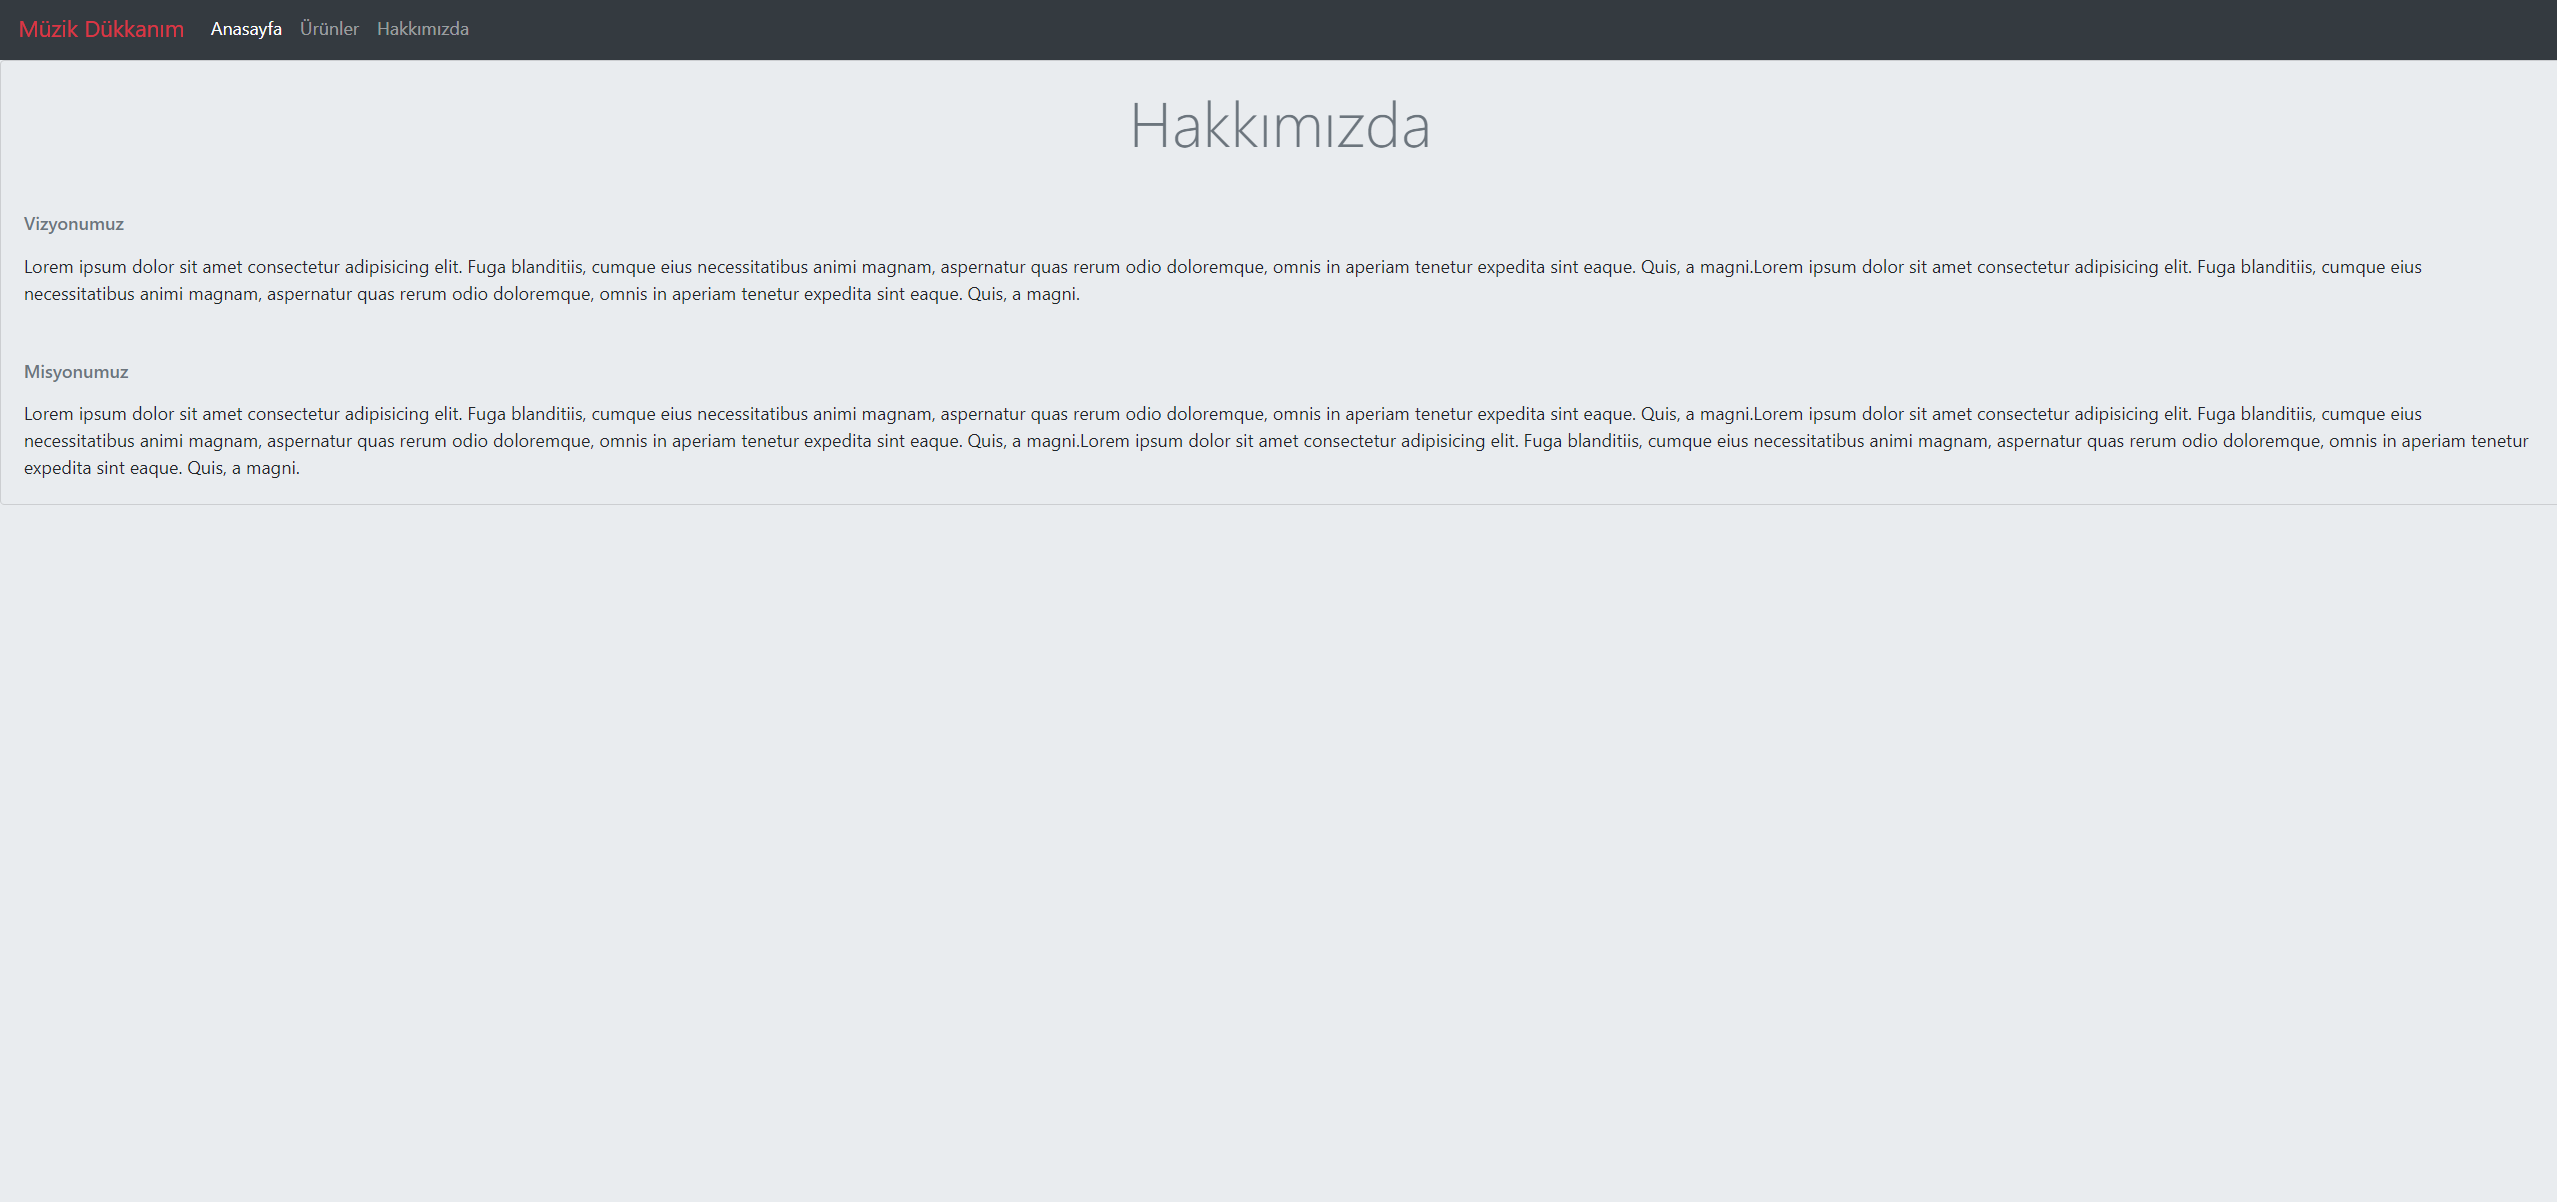 Müzik Dükkanım Anasayfa Ürünler Hakkımızda
Hakkımızda
Vizyonumuz
Lorem ipsum dolor sit amet consectetur adipisicing elit. Fuga blanditiis, cumque eius necessitatibus animi magnam, aspernatur quas rerum odio doloremque, omnis in aperiam tenetur expedita sint eaque. Quis, a magni.Lorem ipsum dolor sit amet consectetur adipisicing elit. Fuga blanditiis, cumque eius
necessitatibus animi magnam, aspernatur quas rerum odio doloremque, omnis in aperiam tenetur expedita sint eaque. Quis, a magni.
Misyonumuz
Lorem ipsum dolor sit amet consectetur adipisicing elit. Fuga blanditiis, cumque eius necessitatibus animi magnam, aspernatur quas rerum odio doloremque, omnis in aperiam tenetur expedita sint eaque. Quis, a magni.Lorem ipsum dolor sit amet consectetur adipisicing elit. Fuga blanditiis, cumque eius
necessitatibus animi magnam, aspernatur quas rerum odio doloremque, omnis in aperiam tenetur expedita sint eaque. Quis, a magni.Lorem ipsum dolor sit amet consectetur adipisicing elit. Fuga blanditiis, cumque eius necessitatibus animi magnam, aspernatur quas rerum odio doloremque, omnis in aperiam tenetur
expedita sint eaque. Quis, a magni.